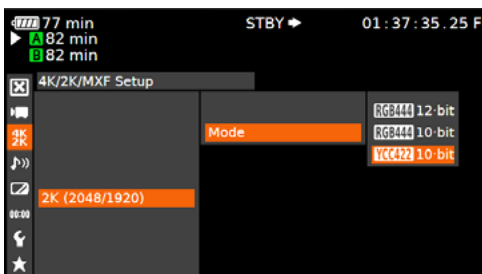 77 min STBY 01:37:35.25 F
A 82 min
B 82 min
4K/2K/MXF Setup
RGB444 12-bit
Mode RGB444 10-bit
4K
2K
YCC422 10-bit
2K (2048/1920)
00:00